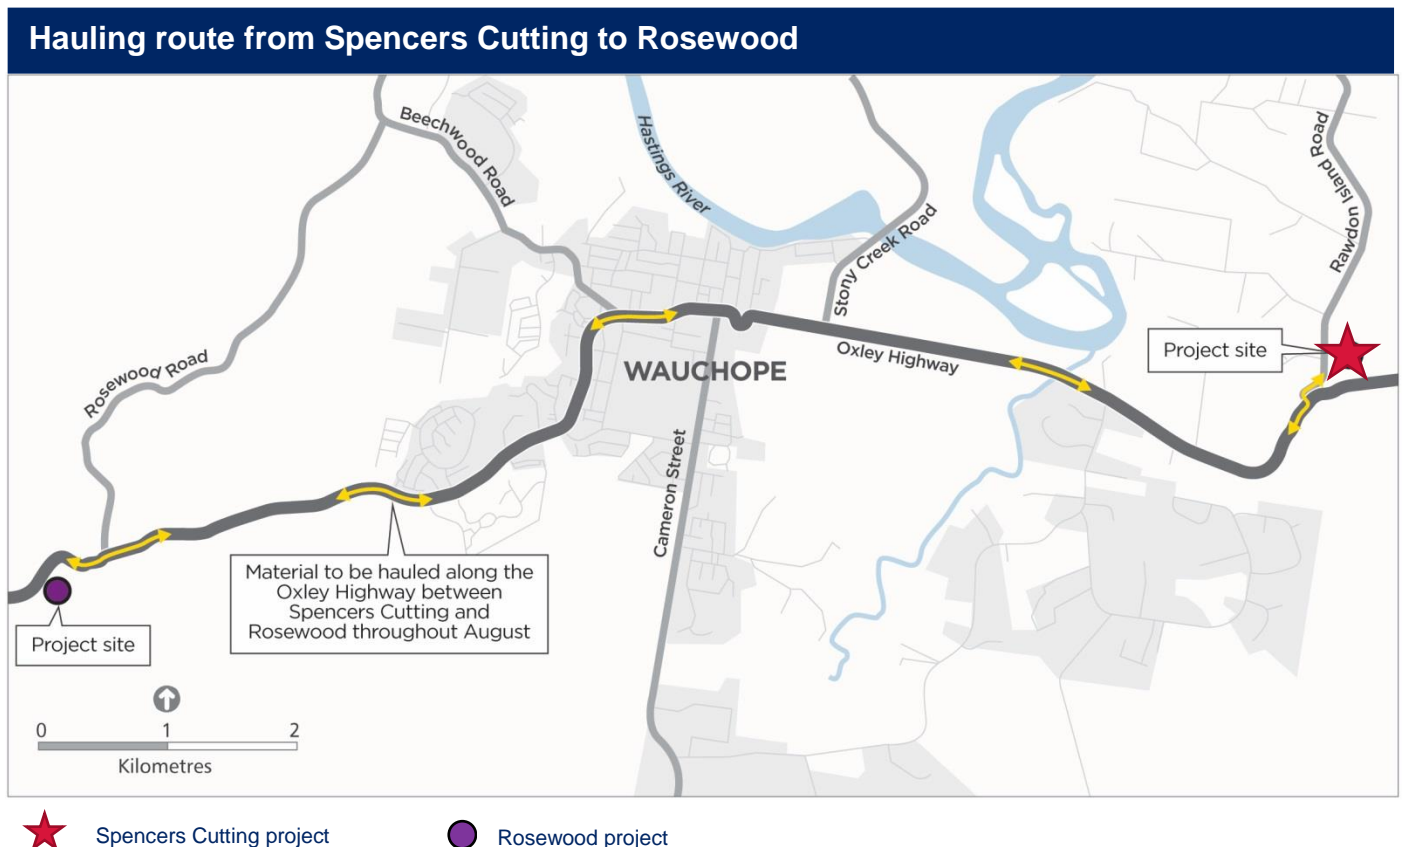 Hauling route from Spencers Cutting to Rosewood
Beechwood Road
Hastings River
Stony Creek Road
Rawdon Island Road
Rosewood Road
WAUCHOPE
Oxley Highway
Project site
Cameron Street
Material to be hauled along the
Oxley Highway between
Spencers Cutting and
Rosewood throughout August
Project site
0 1 2
Kilometres
Spencers Cutting project
Rosewood project